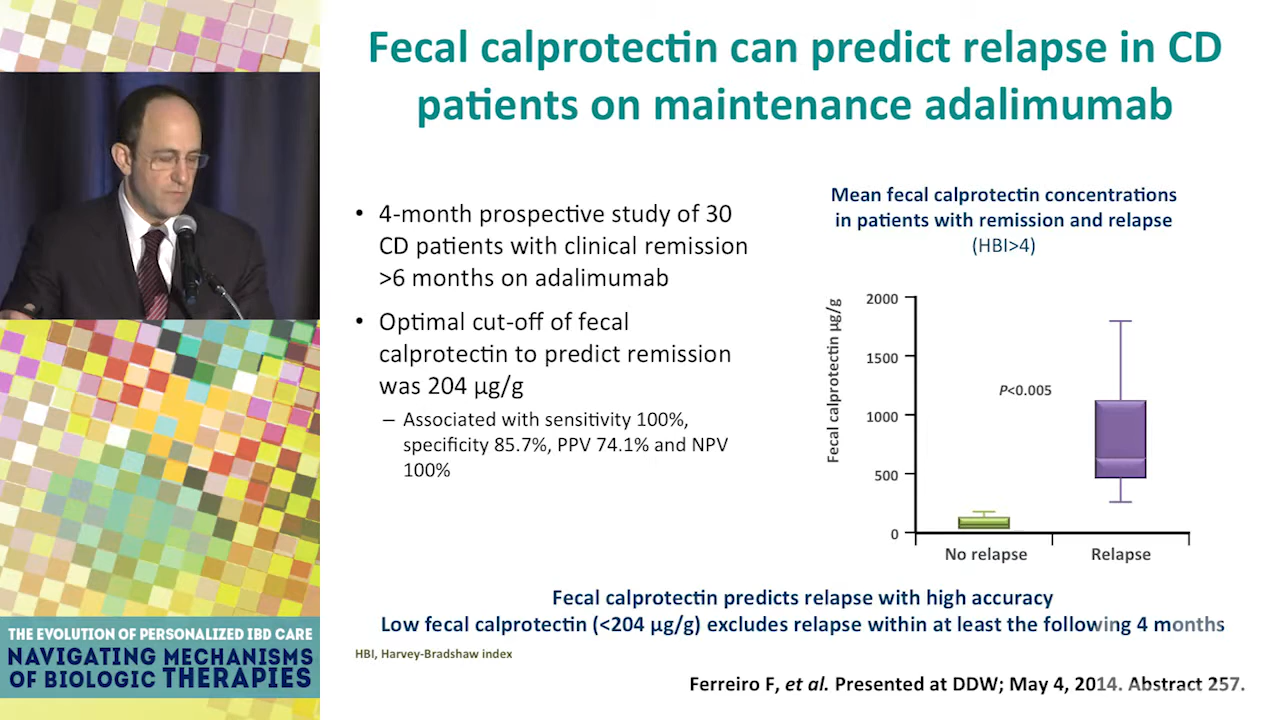 Fecal calprotectin can predict relapse in CD
patients on maintenance adalimumab
• 4-month prospective study of 30
CD patients with clinical remission
>6 months on adalimumab
• Optimal cut-off of fecal
calprotectin to predict remission
was 204 µg/g
– Associated with sensitivity 100%,
specificity 85.7%, PPV 74.1% and NPV
100%
Mean fecal calprotectin concentrations
in patients with remission and relapse
(HBI>4)
Fecal calprotectin µg/g
2000
1500
1000
500
0
P<0.005
No relapse
Relapse
Fecal calprotectin predicts relapse with high accuracy
Low fecal calprotectin (<204 µg/g) excludes relapse within at least the following 4 months
HBI, Harvey-Bradshaw index
Ferreiro F, et al. Presented at DDW; May 4, 2014. Abstract 257.
THE EVOLUTION OF PERSONALIZED IBD CARE
NAVIGATING MECHANISMS
OF BIOLOGIC THERAPIES